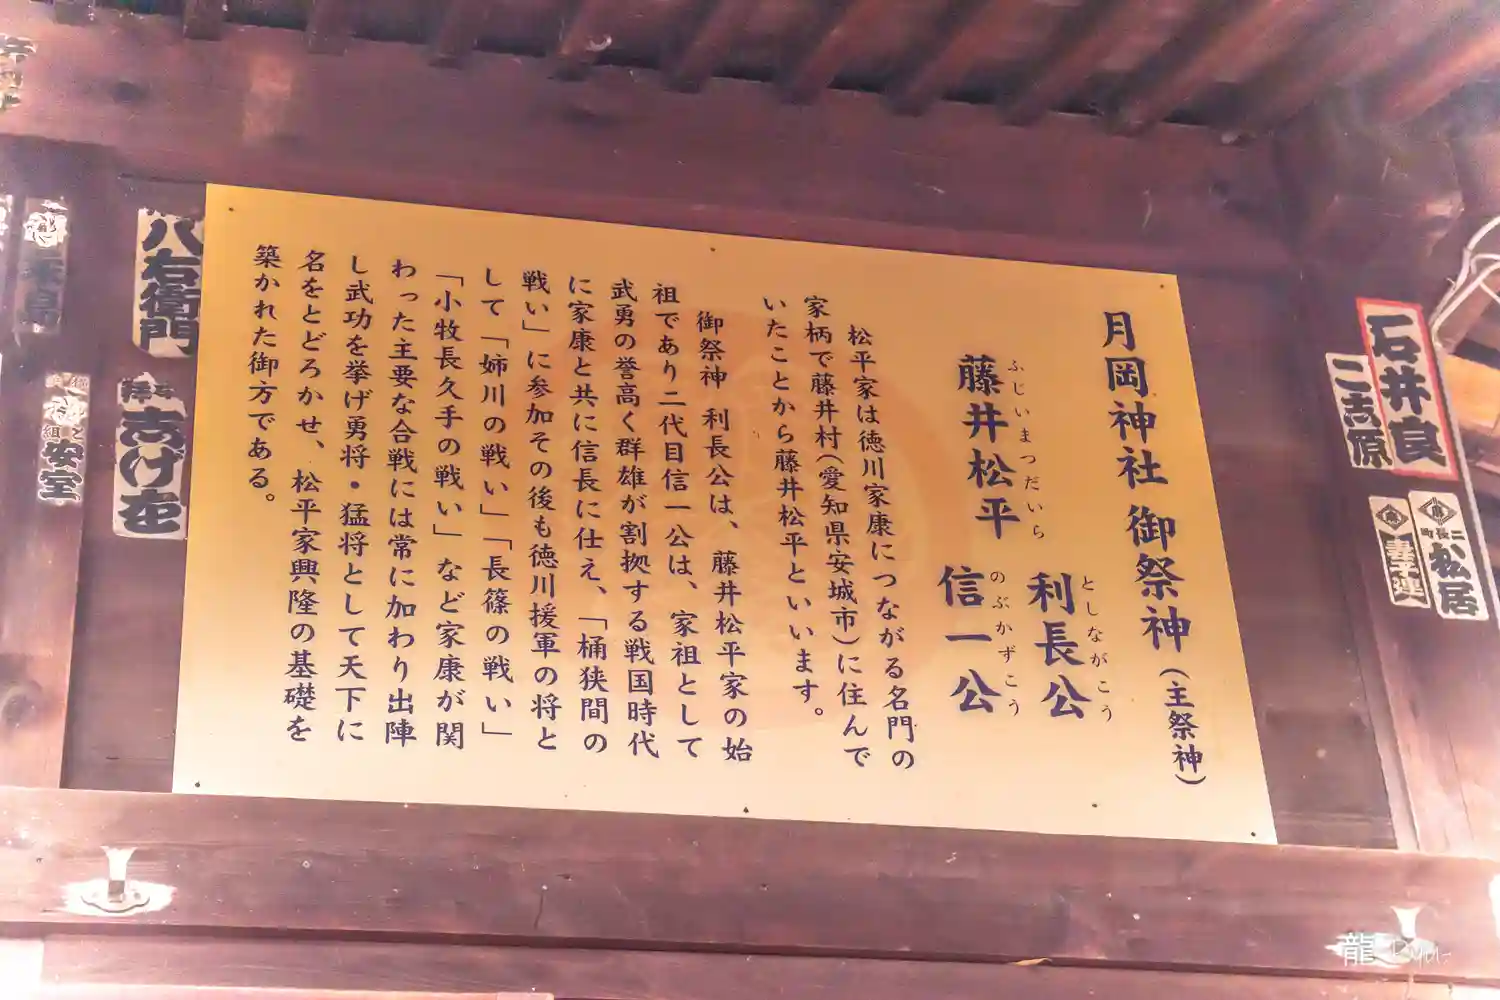 月岡神社 御祭神（主祭神）
としながこう
利長公
ふじいまつだいら
藤井松平
のぶかずこう
信一公
松平家は徳川家康につながる名門の
家柄で藤井村（愛知県安城市）に住んで
いたことから藤井松平といいます。
御祭神 利長公は、藤井松平家の始
祖であり二代目信一公は、家祖として
武勇の誉高く群雄が割拠する戦国時代
に家康と共に信長に仕え、「桶狭間の
戦い」に参加その後も徳川援軍の将と
して「姉川の戦い」「長篠の戦い」
「小牧長久手の戦い」など家康が関
わった主要な合戦には常に加わり出陣
し武功を挙げ勇将・猛将として天下に
名をとどろかせ、松平家興隆の基礎を
築かれた御方である。
石井良
二長町 松居
八右衛門
安室
龍